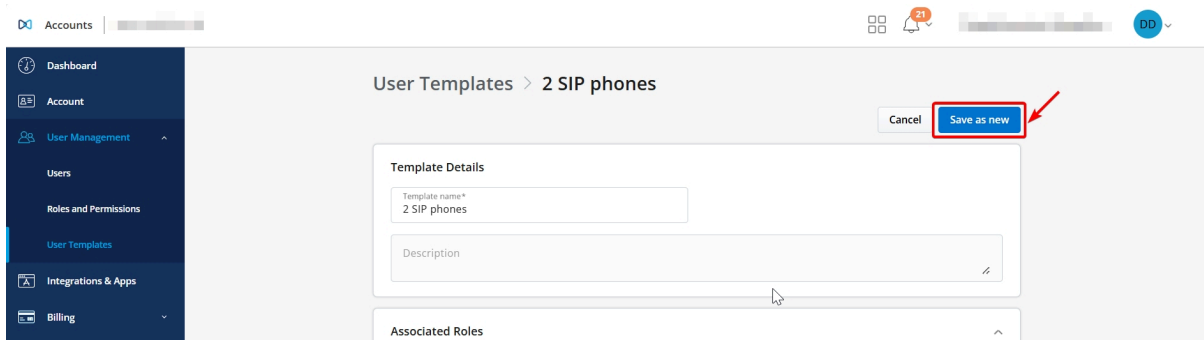 Accounts
21
DD
Dashboard
Account
User Management
Users
Roles and Permissions
User Templates
Integrations & Apps
Billing
User Templates > 2 SIP phones
Cancel
Save as new
Template Details
Template name*
2 SIP phones
Description
Associated Roles